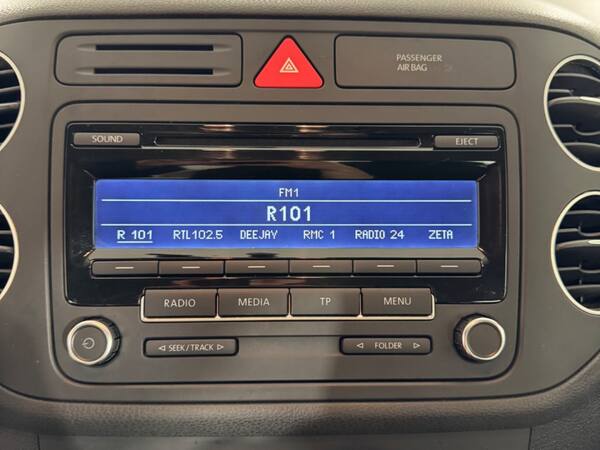 PASSENGER
AIR BAG
SOUND
EJECT
FM1
R101
R 101 RTL102.5 DEEJAY RMC 1 RADIO 24 ZETA
RADIO MEDIA TP MENU
SEEK / TRACK
FOLDER